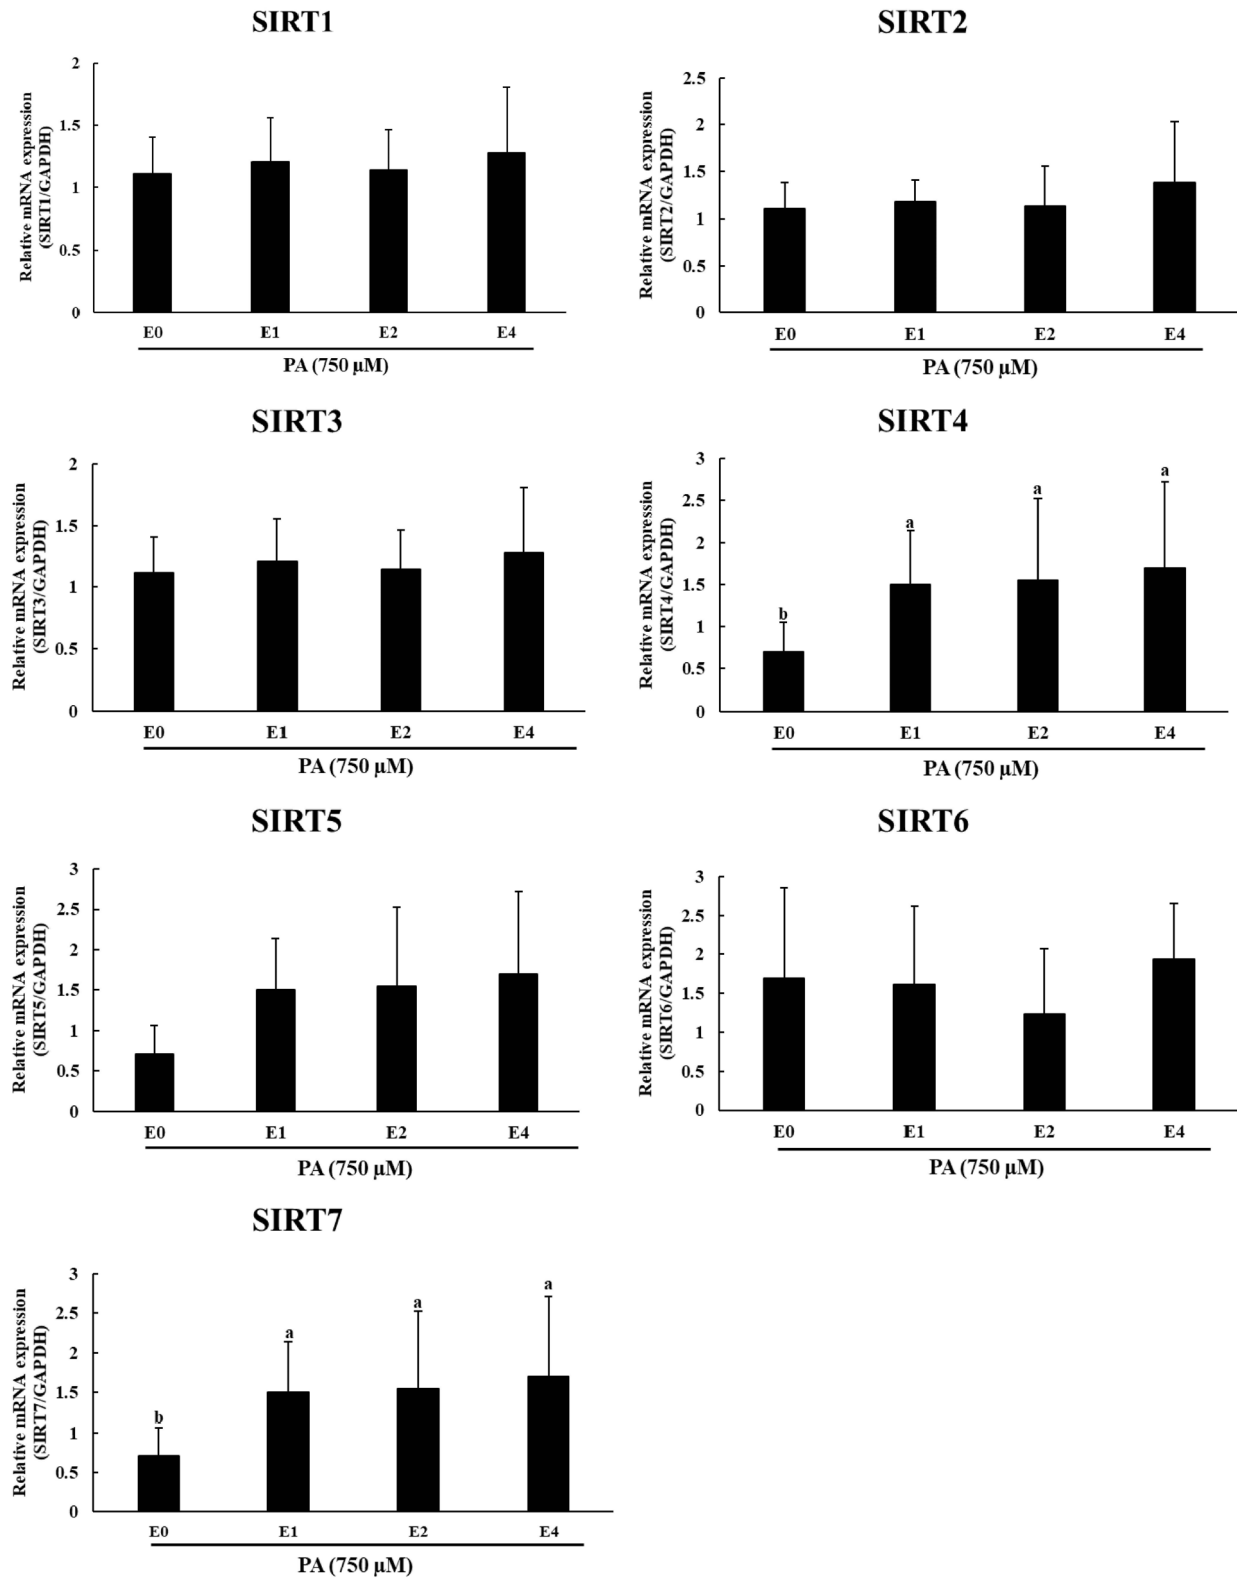 SIRT1
Relative mRNA expression
(SIRT1/GAPDH)
2
1.5
1
0.5
0
E0 E1 E2 E4
PA (750 μM)
SIRT2
Relative mRNA expression
(SIRT2/GAPDH)
2.5
2
1.5
1
0.5
0
E0 E1 E2 E4
PA (750 μM)
SIRT3
Relative mRNA expression
(SIRT3/GAPDH)
2
1.5
1
0.5
0
E0 E1 E2 E4
PA (750 μM)
SIRT4
Relative mRNA expression
(SIRT4/GAPDH)
3
2.5
2
1.5
1
0.5
0
b a a a
E0 E1 E2 E4
PA (750 μM)
SIRT5
Relative mRNA expression
(SIRT5/GAPDH)
3
2.5
2
1.5
1
0.5
0
E0 E1 E2 E4
PA (750 μM)
SIRT6
Relative mRNA expression
(SIRT6/GAPDH)
3
2.5
2
1.5
1
0.5
0
E0 E1 E2 E4
PA (750 μM)
SIRT7
Relative mRNA expression
(SIRT7/GAPDH)
3
2.5
2
1.5
1
0.5
0
b a a a
E0 E1 E2 E4
PA (750 μM)